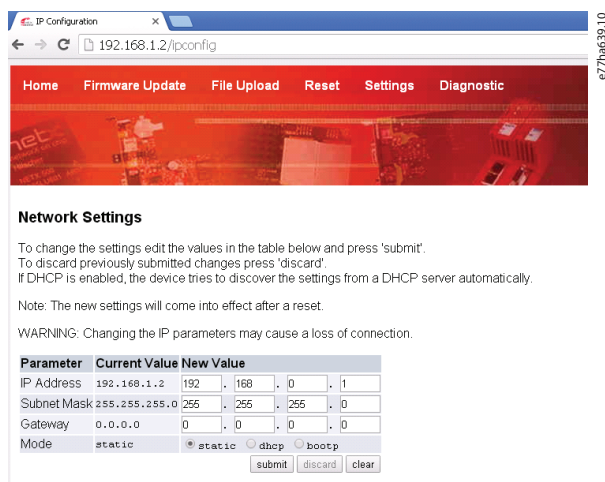 IP Configuration
192.168.1.2/ipconfig
e77ha639.10
Home Firmware Update File Upload Reset Settings Diagnostic
net
NETX 500
Network Settings
To change the settings edit the values in the table below and press 'submit'.
To discard previously submitted changes press 'discard'.
If DHCP is enabled, the device tries to discover the settings from a DHCP server automatically.
Note: The new settings will come into effect after a reset.
WARNING: Changing the IP parameters may cause a loss of connection.
Parameter Current Value New Value
IP Address 192.168.1.2 192 . 168 . 0 . 1
Subnet Mask 255.255.255.0 255 . 255 . 255 . 0
Gateway 0.0.0.0 0 . 0 . 0 . 0
Mode static static dhcp bootp
submit discard clear